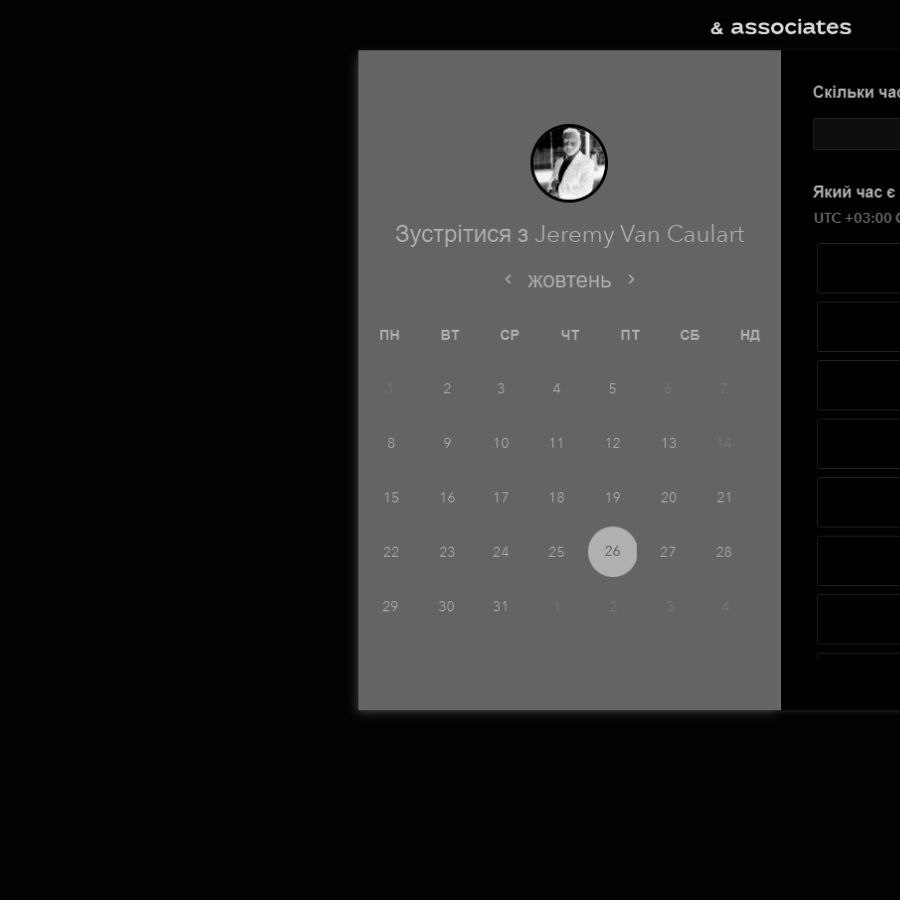 & associates
Зустрітися з Jeremy Van Caulart
жовтень
ПН ВТ СР ЧТ ПТ СБ НД
1 2 3 4 5 6 7
8 9 10 11 12 13 14
15 16 17 18 19 20 21
22 23 24 25 26 27 28
29 30 31 1 2 3 4
Скільки
Який час є
UTC +03:00